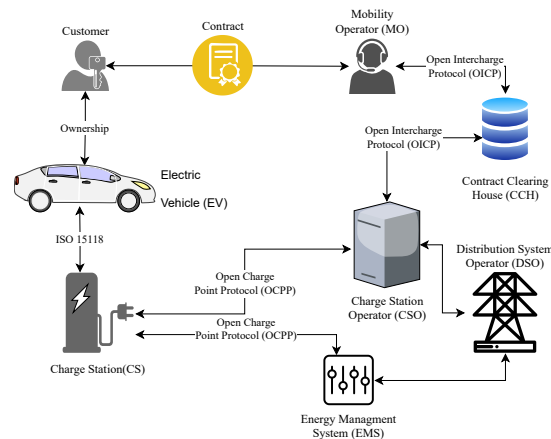 Customer
Contract
Mobility
Operator (MO)
Open Intercharge
Protocol (OICP)
Ownership
Open Intercharge
Protocol (OICP)
Contract Clearing
House (CCH)
Electric
Vehicle (EV)
ISO 15118
Distribution System
Operator (DSO)
Open Charge
Point Protocol (OCPP)
Charge Station
Operator (CSO)
Open Charge
Point Protocol (OCPP)
Charge Station(CS)
Energy Managment
System (EMS)